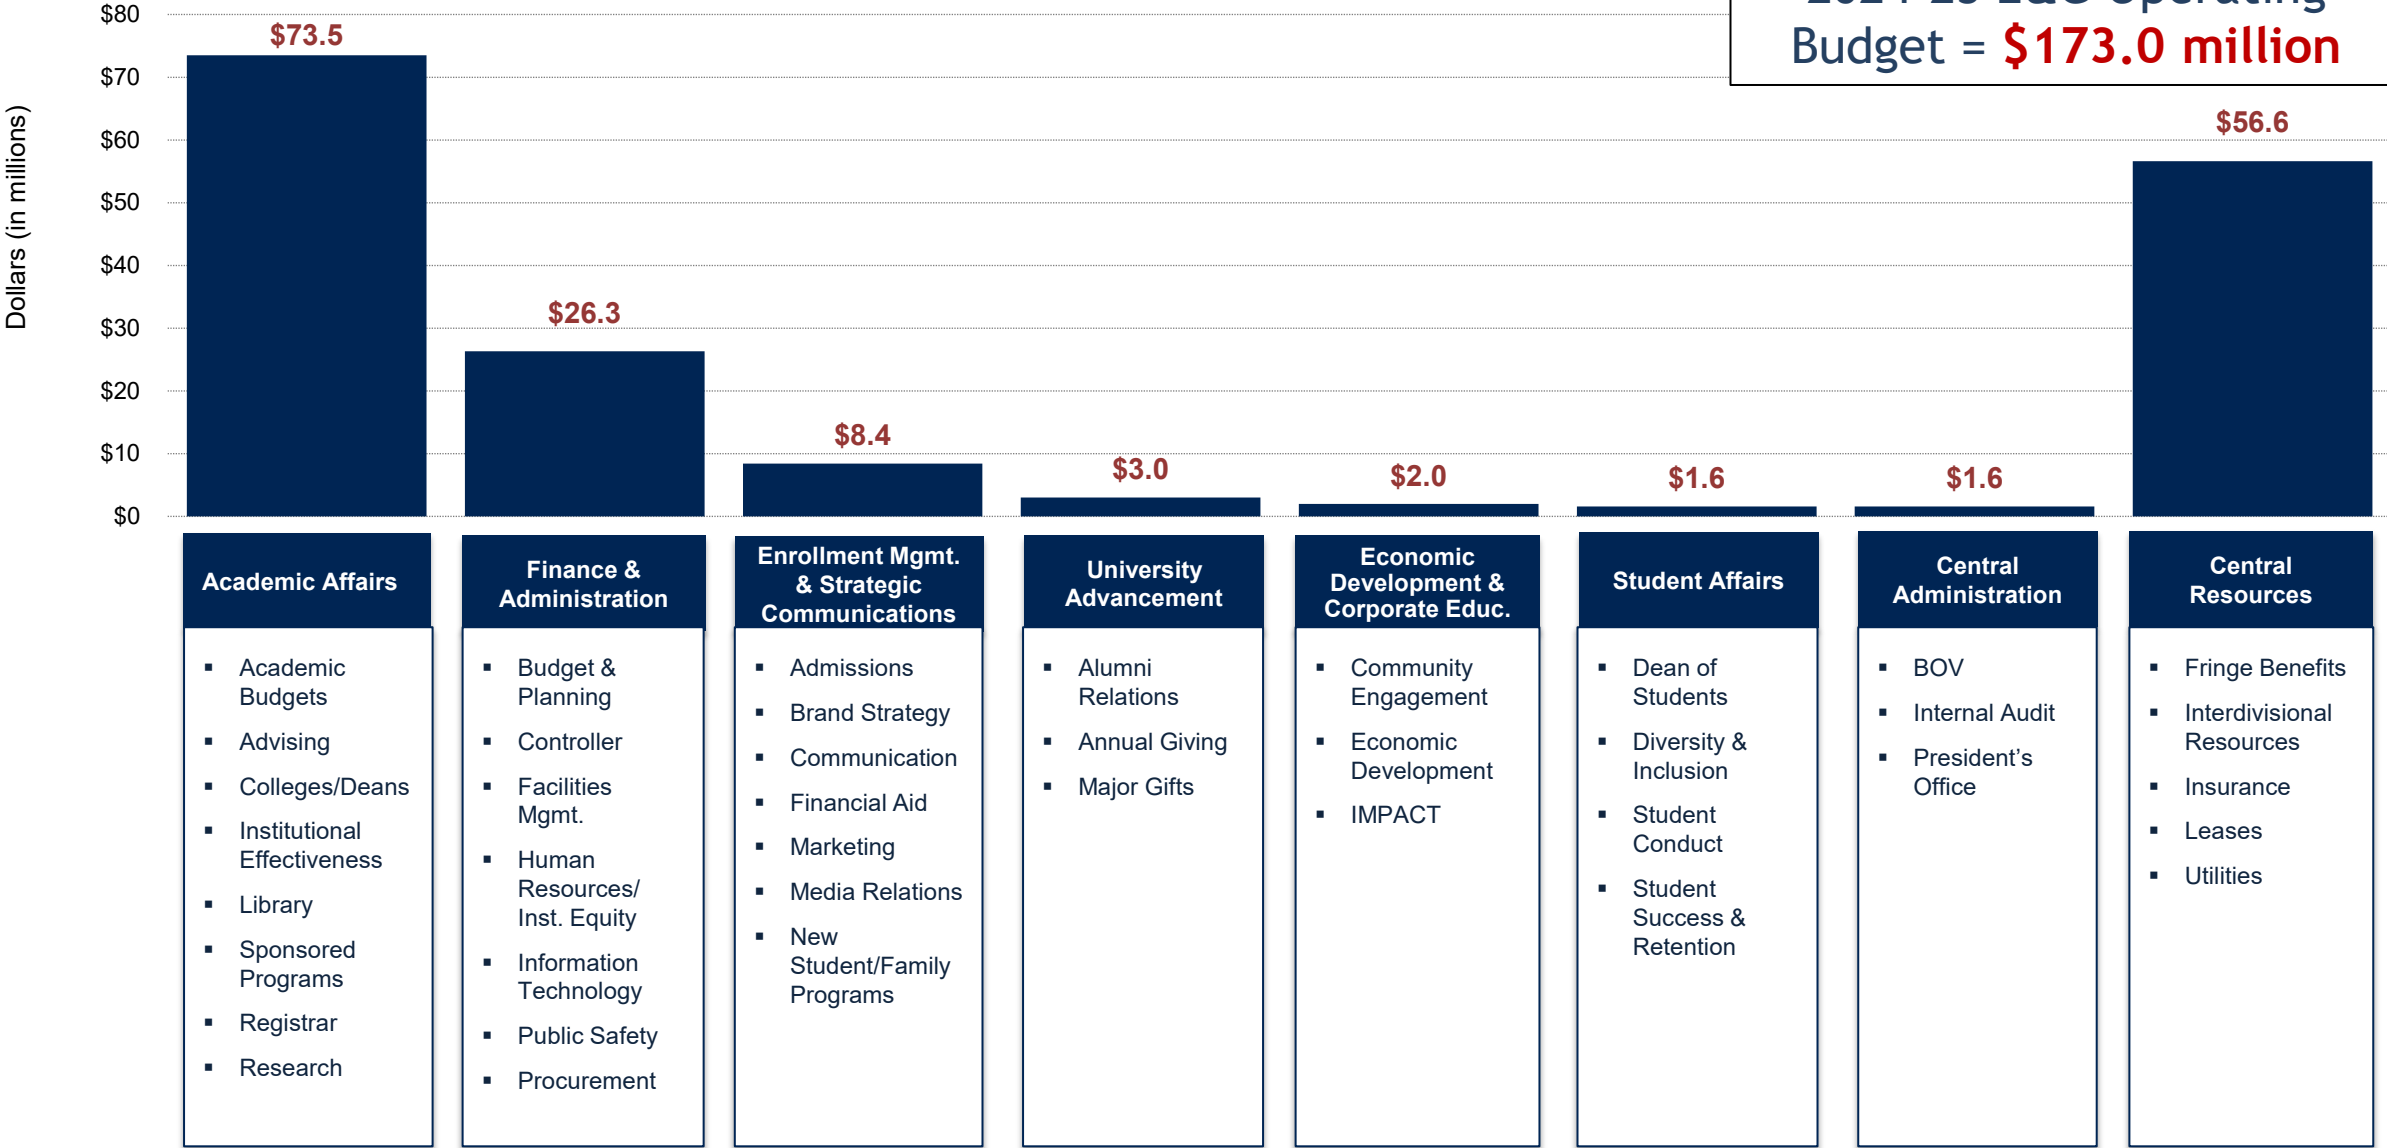 $80
$70
$60
$50
$40
$30
$20
$10
$0
Dollars (in millions)
Operating
Budget = $173.0 million
$73.5
$26.3
$8.4
$3.0
$2.0
$1.6
$1.6
$56.6
Academic Affairs
▪ Academic
Budgets
▪ Advising
▪ Colleges/Deans
▪ Institutional
Effectiveness
▪ Library
▪ Sponsored
Programs
▪ Registrar
▪ Research
Finance &
Administration
▪ Budget &
Planning
▪ Controller
▪ Facilities
Mgmt.
▪ Human
Resources/
Inst. Equity
▪ Information
Technology
▪ Public Safety
▪ Procurement
Enrollment Mgmt.
& Strategic
Communications
▪ Admissions
▪ Brand Strategy
▪ Communication
▪ Financial Aid
▪ Marketing
▪ Media Relations
▪ New
Student/Family
Programs
University
Advancement
▪ Alumni
Relations
▪ Annual Giving
▪ Major Gifts
Economic
Development &
Corporate Educ.
▪ Community
Engagement
▪ Economic
Development
▪ IMPACT
Student Affairs
▪ Dean of
Students
▪ Diversity &
Inclusion
▪ Student
Conduct
▪ Student
Success &
Retention
Central
Administration
▪ BOV
▪ Internal Audit
▪ President’s
Office
Central
Resources
▪ Fringe Benefits
▪ Interdivisional
Resources
▪ Insurance
▪ Leases
▪ Utilities